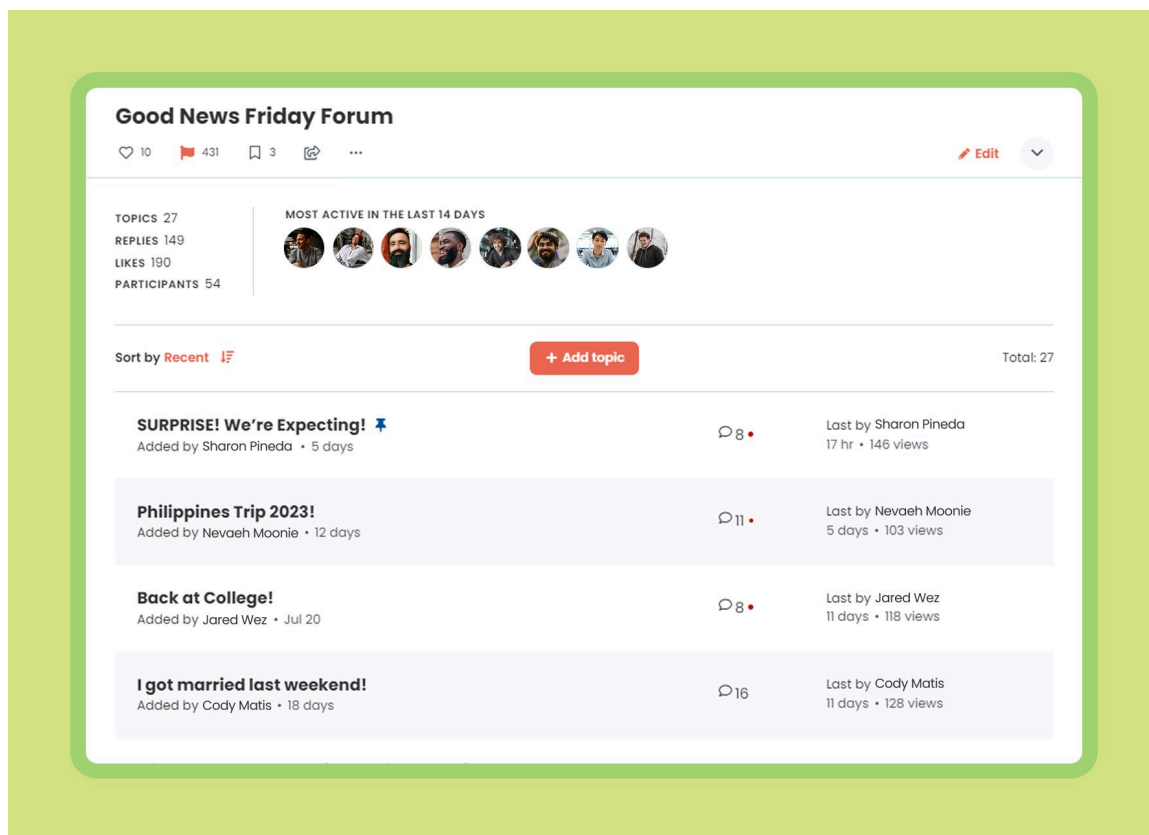 Good News Friday Forum
10 431 3 ...
Edit
TOPICS 27
REPLIES 149
LIKES 190
PARTICIPANTS 54
MOST ACTIVE IN THE LAST 14 DAYS
Sort by Recent
+ Add topic
Total: 27
SURPRISE! We're Expecting!
Added by Sharon Pineda • 5 days
8
Last by Sharon Pineda
17 hr • 146 views
Philippines Trip 2023!
Added by Nevaeh Moonie • 12 days
11
Last by Nevaeh Moonie
5 days • 103 views
Back at College!
Added by Jared Wez • Jul 20
8
Last by Jared Wez
11 days • 118 views
I got married last weekend!
Added by Cody Matis • 18 days
16
Last by Cody Matis
11 days • 128 views